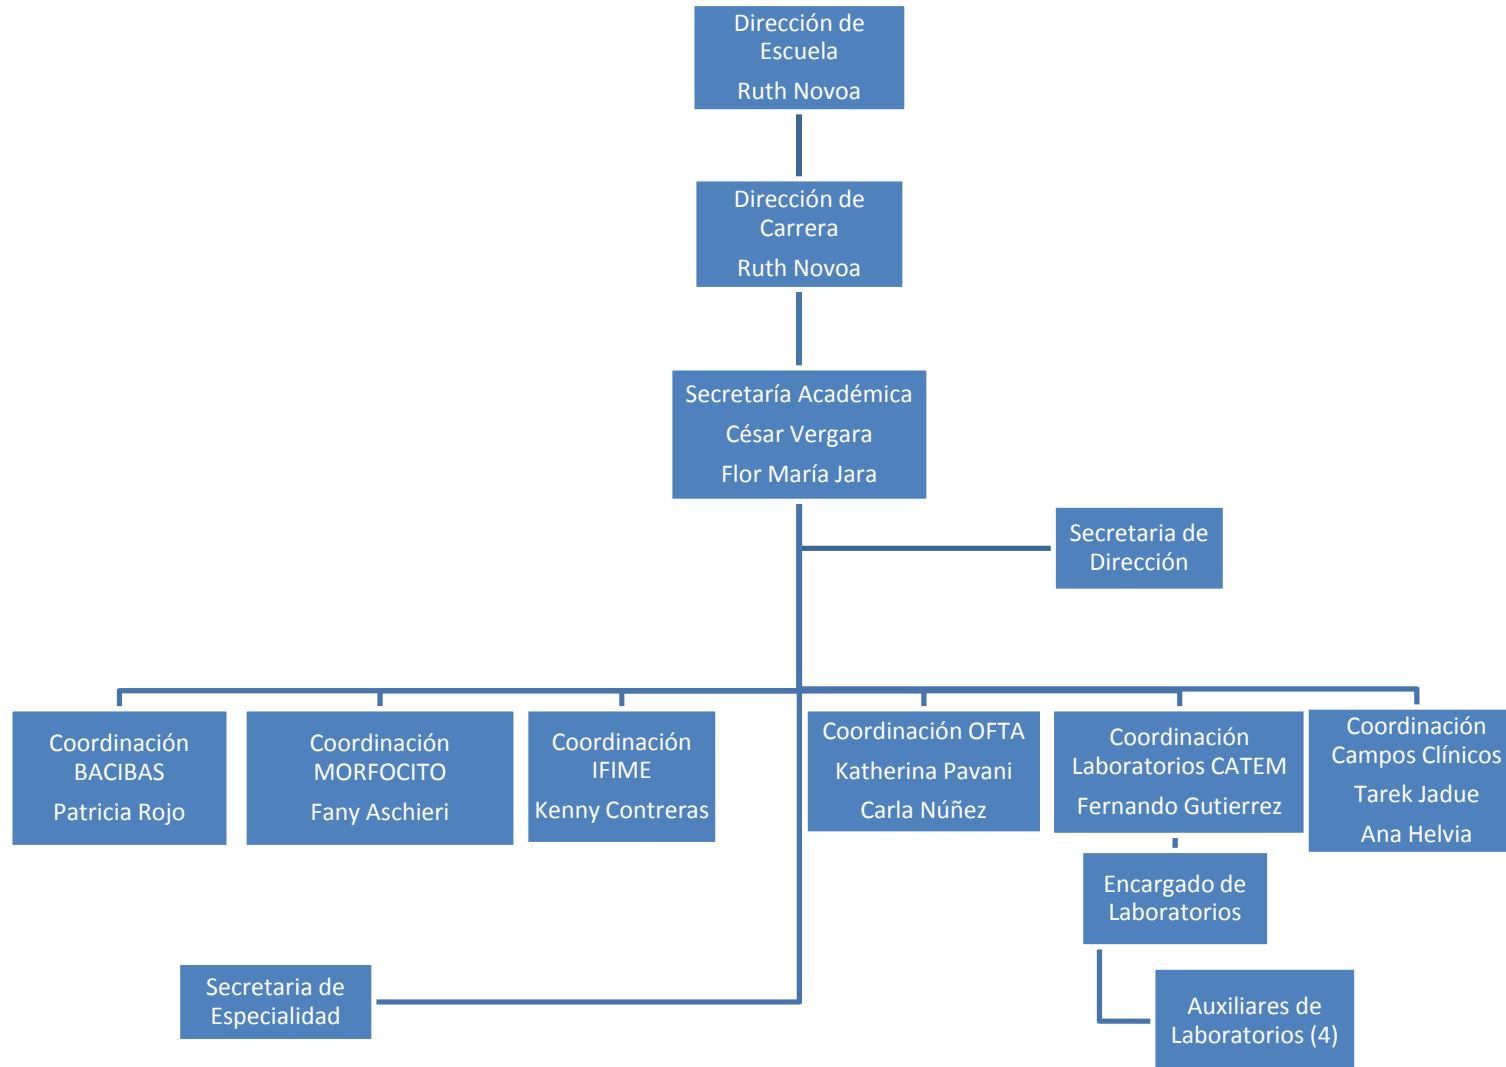 Dirección de
Escuela
Ruth Novoa
Dirección de
Carrera
Ruth Novoa
Secretaría Académica
César Vergara
Flor María Jara
Secretaria de
Dirección
Coordinación
BACIBAS
Patricia Rojo
Coordinación
MORFOCITO
Fany Aschieri
Coordinación
IFIME
Kenny Contreras
Coordinación OFTA
Katherina Pavani
Carla Núñez
Coordinación
Laboratorios CATEM
Fernando Gutierrez
Coordinación
Campos Clínicos
Tarek Jadue
Ana Helvia
Encargado de
Laboratorios
Secretaria de
Especialidad
Auxiliares de
Laboratorios (4)